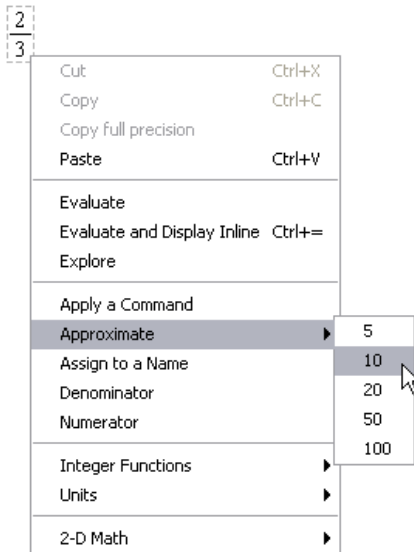 2
3
Cut Ctrl+X
Copy Ctrl+C
Copy full precision
Paste Ctrl+V
Evaluate
Evaluate and Display Inline Ctrl+=
Explore
Apply a Command
Approximate
Assign to a Name
Denominator
Numerator
Integer Functions
Units
2-D Math
5
10
20
50
100